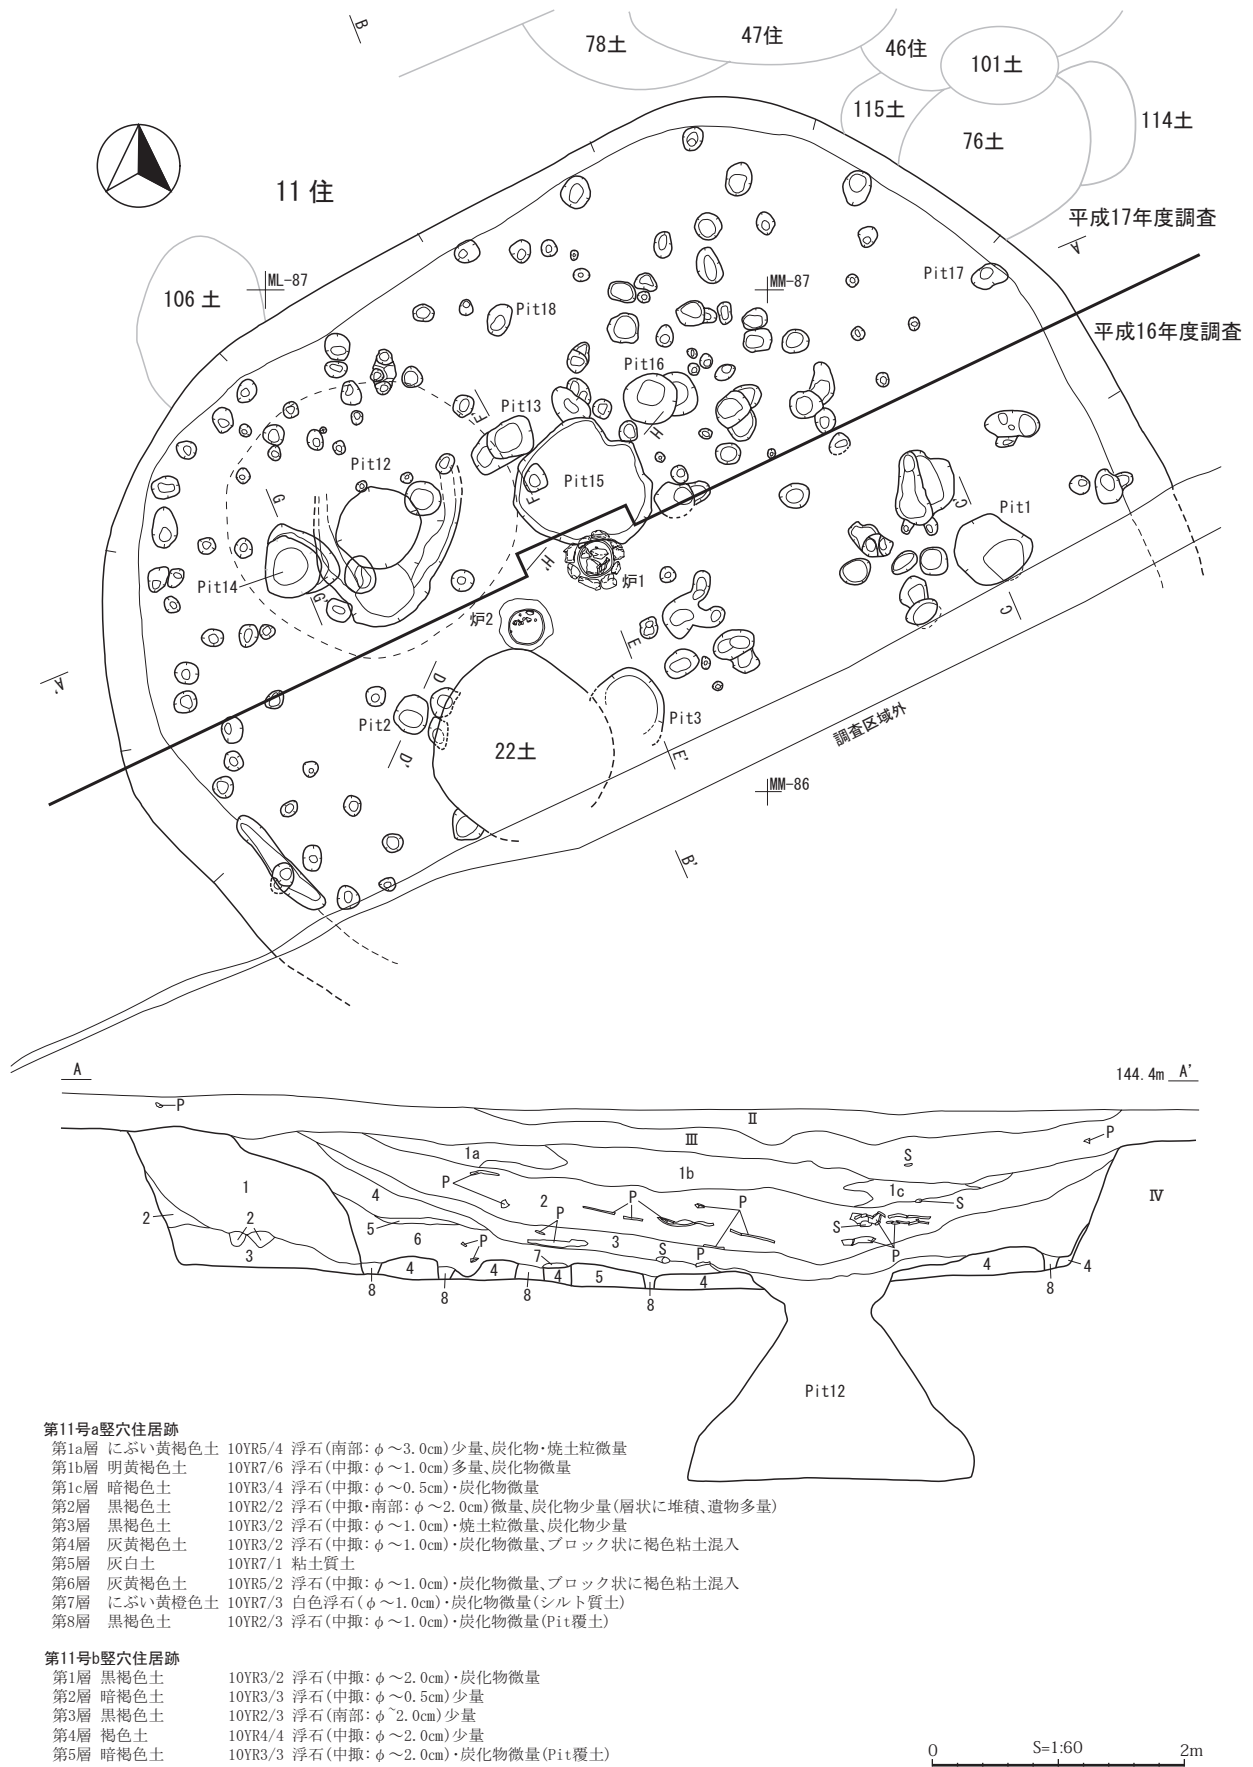 B
78土
47住
46住
101土
115土
76土
114土
11 住
平成17年度調査
A
106 土
ML-87
MM-87
Pit17
平成16年度調査
Pit18
Pit16
F'
Pit13
H
Pit12
Pit15
G
F
C'
Pit1
Pit14
G'
H'
炉1
炉2
E
C
A'
D
Pit2
Pit3
22土
D'
E'
調査区域外
MM-86
B'
A
144.4m A'
P
Ⅱ
Ⅲ
P
1a
1b
S
1
P
4
2
P
P
1c
S
Ⅳ
2
2
5
6
P
3
S
P
3
P
7
S
P
4
4
4
5
4
4
4
8
8
8
8
8
Pit12
第11号a竪穴住居跡
第1a層 にぶい黄褐色土 10YR5/4 浮石(南部:φ～3.0cm)少量、炭化物・焼土粒微量
第1b層 明黄褐色土 10YR7/6 浮石(中掫:φ～1.0cm)多量、炭化物微量
第1c層 暗褐色土 10YR3/4 浮石(中掫:φ～0.5cm)・炭化物微量
第2層 黒褐色土 10YR2/2 浮石(中掫・南部:φ～2.0cm)微量、炭化物少量(層状に堆積、遺物多量)
第3層 黒褐色土 10YR3/2 浮石(中掫:φ～1.0cm)・焼土粒微量、炭化物少量
第4層 灰黄褐色土 10YR3/2 浮石(中掫:φ～1.0cm)・炭化物微量、ブロック状に褐色粘土混入
第5層 灰白土 10YR7/1 粘土質土
第6層 灰黄褐色土 10YR5/2 浮石(中掫:φ～1.0cm)・炭化物微量、ブロック状に褐色粘土混入
第7層 にぶい黄橙色土 10YR7/3 白色浮石(φ～1.0cm)・炭化物微量(シルト質土)
第8層 黒褐色土 10YR2/3 浮石(中掫:φ～1.0cm)・炭化物微量(Pit覆土)
第11号b竪穴住居跡
第1層 黒褐色土 10YR3/2 浮石(中掫:φ～2.0cm)・炭化物微量
第2層 暗褐色土 10YR3/3 浮石(中掫:φ～0.5cm)少量
第3層 黒褐色土 10YR2/3 浮石(南部:φ~2.0cm)少量
第4層 褐色土 10YR4/4 浮石(中掫:φ～2.0cm)少量
第5層 暗褐色土 10YR3/3 浮石(中掫:φ～2.0cm)・炭化物微量(Pit覆土)
0 S=1:60 2m